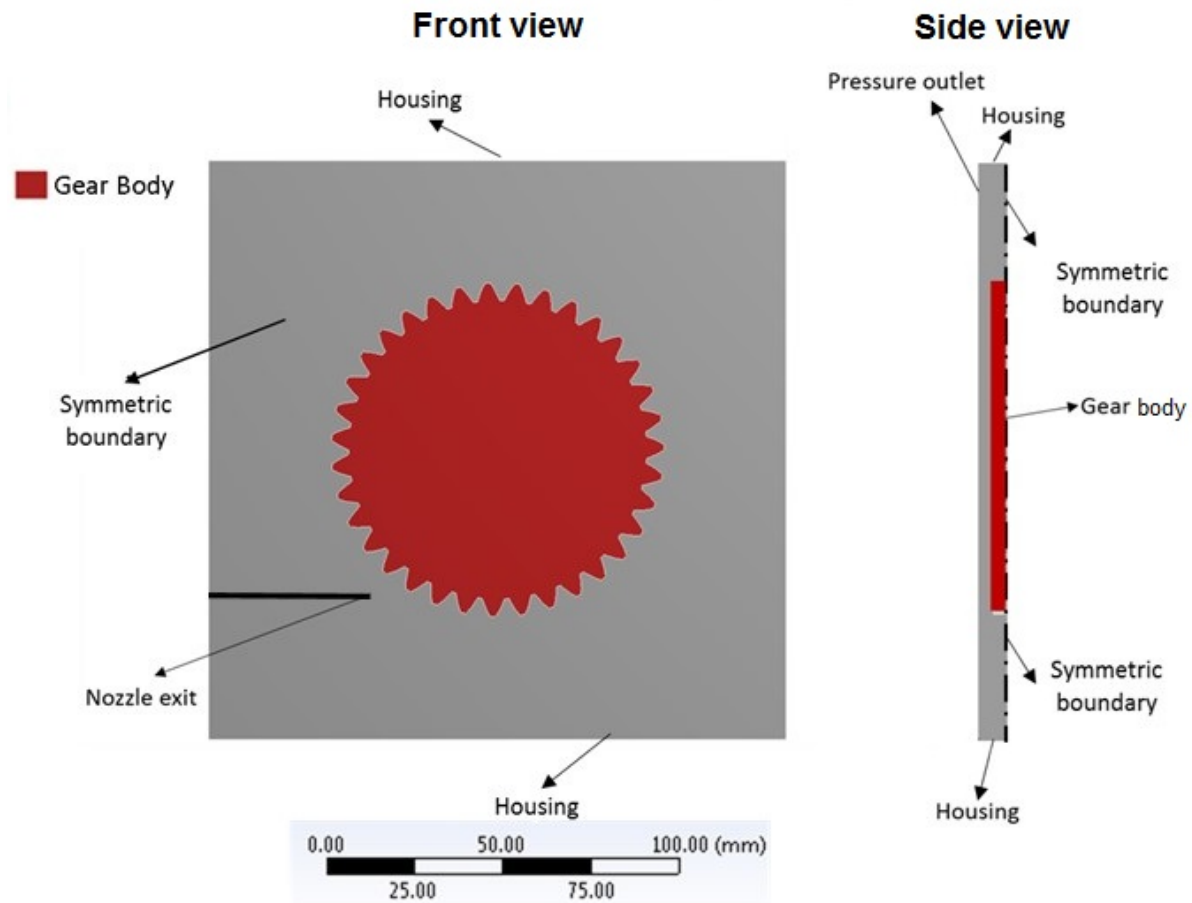 Front view
Side view
Housing
Pressure outlet
Housing
Gear Body
Symmetric
boundary
Symmetric
boundary
Gear body
Nozzle exit
Symmetric
boundary
Housing
Housing
0.00 50.00 100.00 (mm)
25.00 75.00